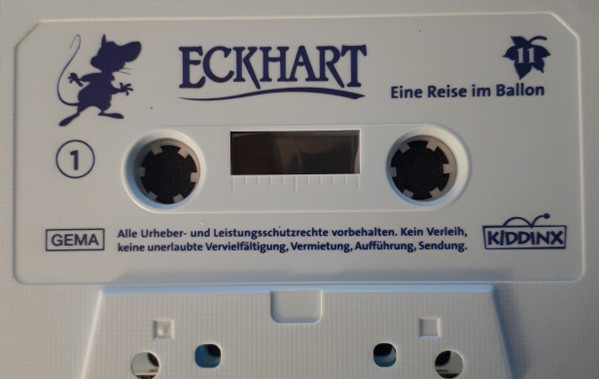 ECKHART
11
Eine Reise im Ballon
1
GEMA
Alle Urheber- und Leistungsschutzrechte vorbehalten. Kein Verleih,
keine unerlaubte Vervielfältigung, Vermietung, Aufführung, Sendung.
KIDDINX